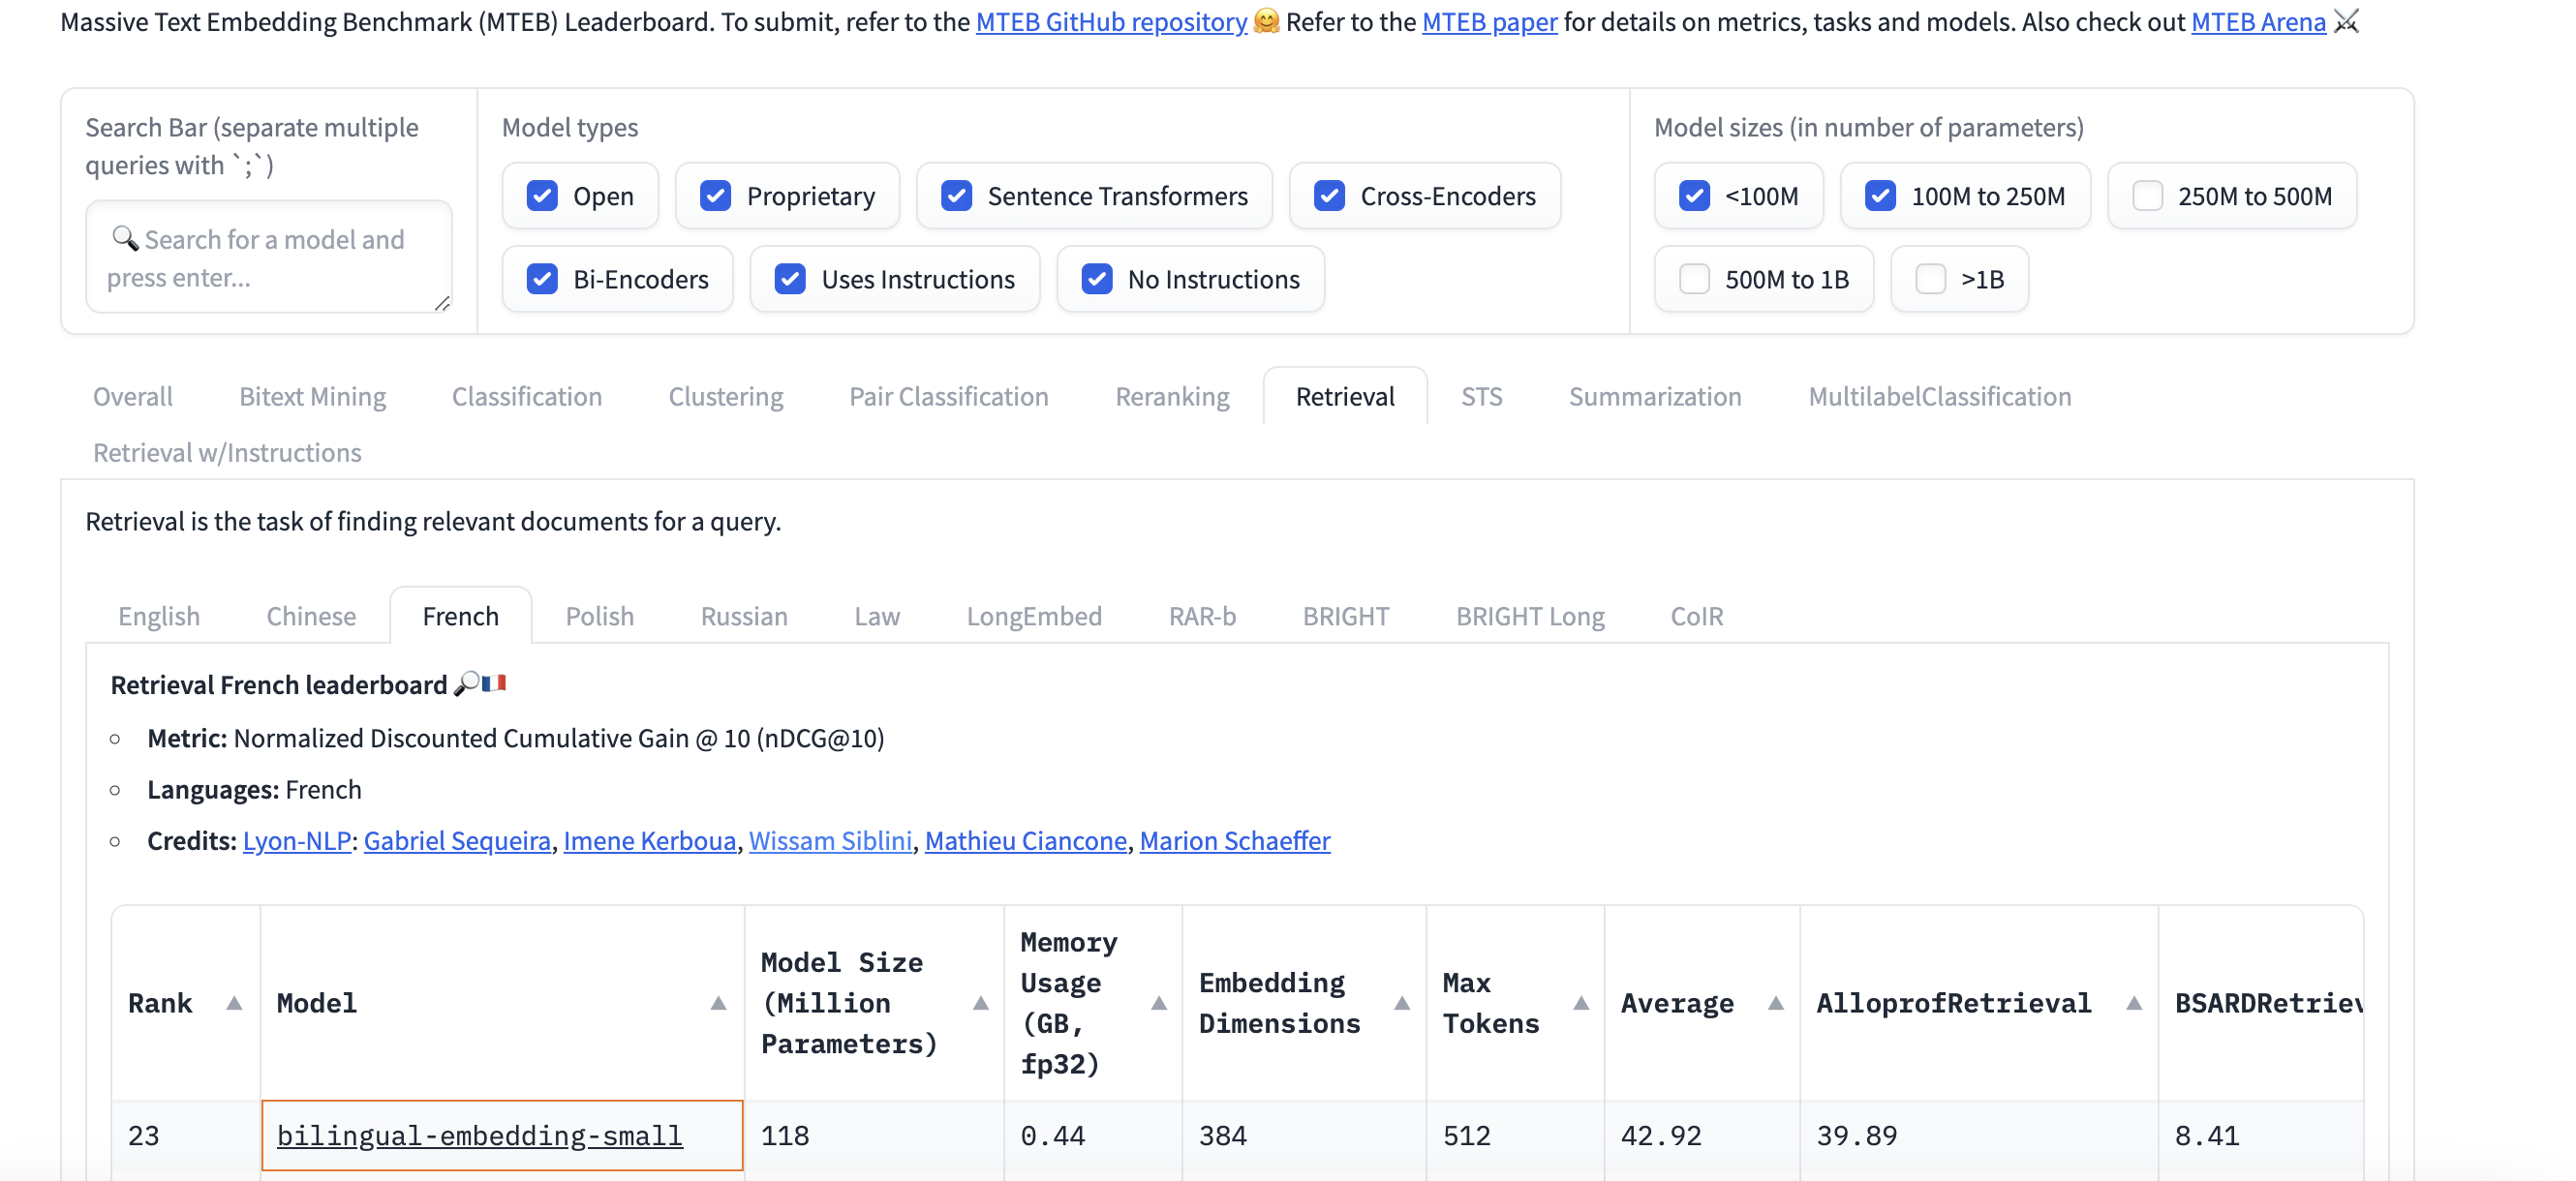 Massive Text Embedding Benchmark (MTEB) Leaderboard. To submit, refer to the MTEB GitHub repository 🤗 Refer to the MTEB paper for details on metrics, tasks and models. Also check out MTEB Arena ⚔
Search Bar (separate multiple
queries with `;`)
🔍 Search for a model and
press enter...
Model types
Open Proprietary Sentence Transformers Cross-Encoders
Bi-Encoders Uses Instructions No Instructions
Model sizes (in number of parameters)
<100M 100M to 250M 250M to 500M
500M to 1B >1B
Overall Bitext Mining Classification Clustering Pair Classification Reranking Retrieval STS Summarization MultilabelClassification
Retrieval w/Instructions
Retrieval is the task of finding relevant documents for a query.
English Chinese French Polish Russian Law LongEmbed RAR-b BRIGHT BRIGHT Long CoIR
Retrieval French leaderboard 🔎🇫🇷
Metric: Normalized Discounted Cumulative Gain @ 10 (nDCG@10)
Languages: French
Credits: Lyon-NLP: Gabriel Sequeira, Imene Kerboua, Wissam Siblini, Mathieu Ciancone, Marion Schaeffer
Rank
Model
Model Size
(Million
Parameters)
Memory
Usage
(GB,
fp32)
Embedding
Dimensions
Max
Tokens
Average
AlloprofRetrieval
BSARDRetriev
23 bilingual-embedding-small 118 0.44 384 512 42.92 39.89 8.41